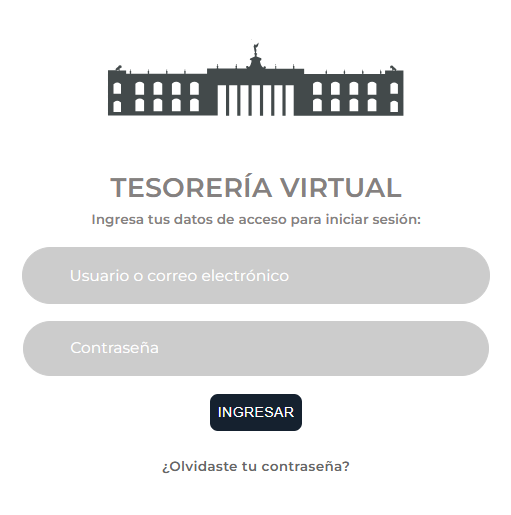 TESORERÍA VIRTUAL
Ingresa tus datos de acceso para iniciar sesión:
Usuario o correo electrónico
Contraseña
INGRESAR
¿Olvidaste tu contraseña?